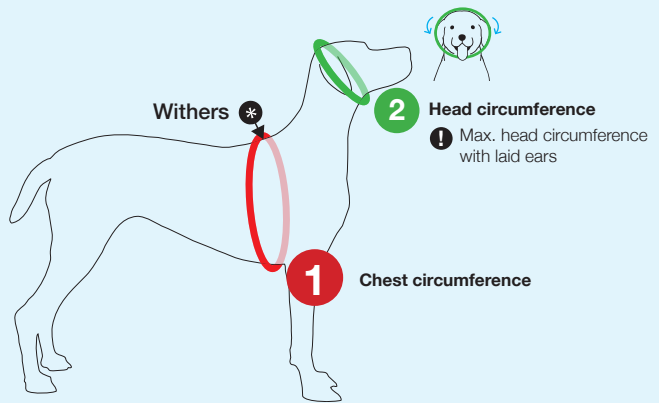 Withers *
2 Head circumference
! Max. head circumference
with laid ears
1 Chest circumference